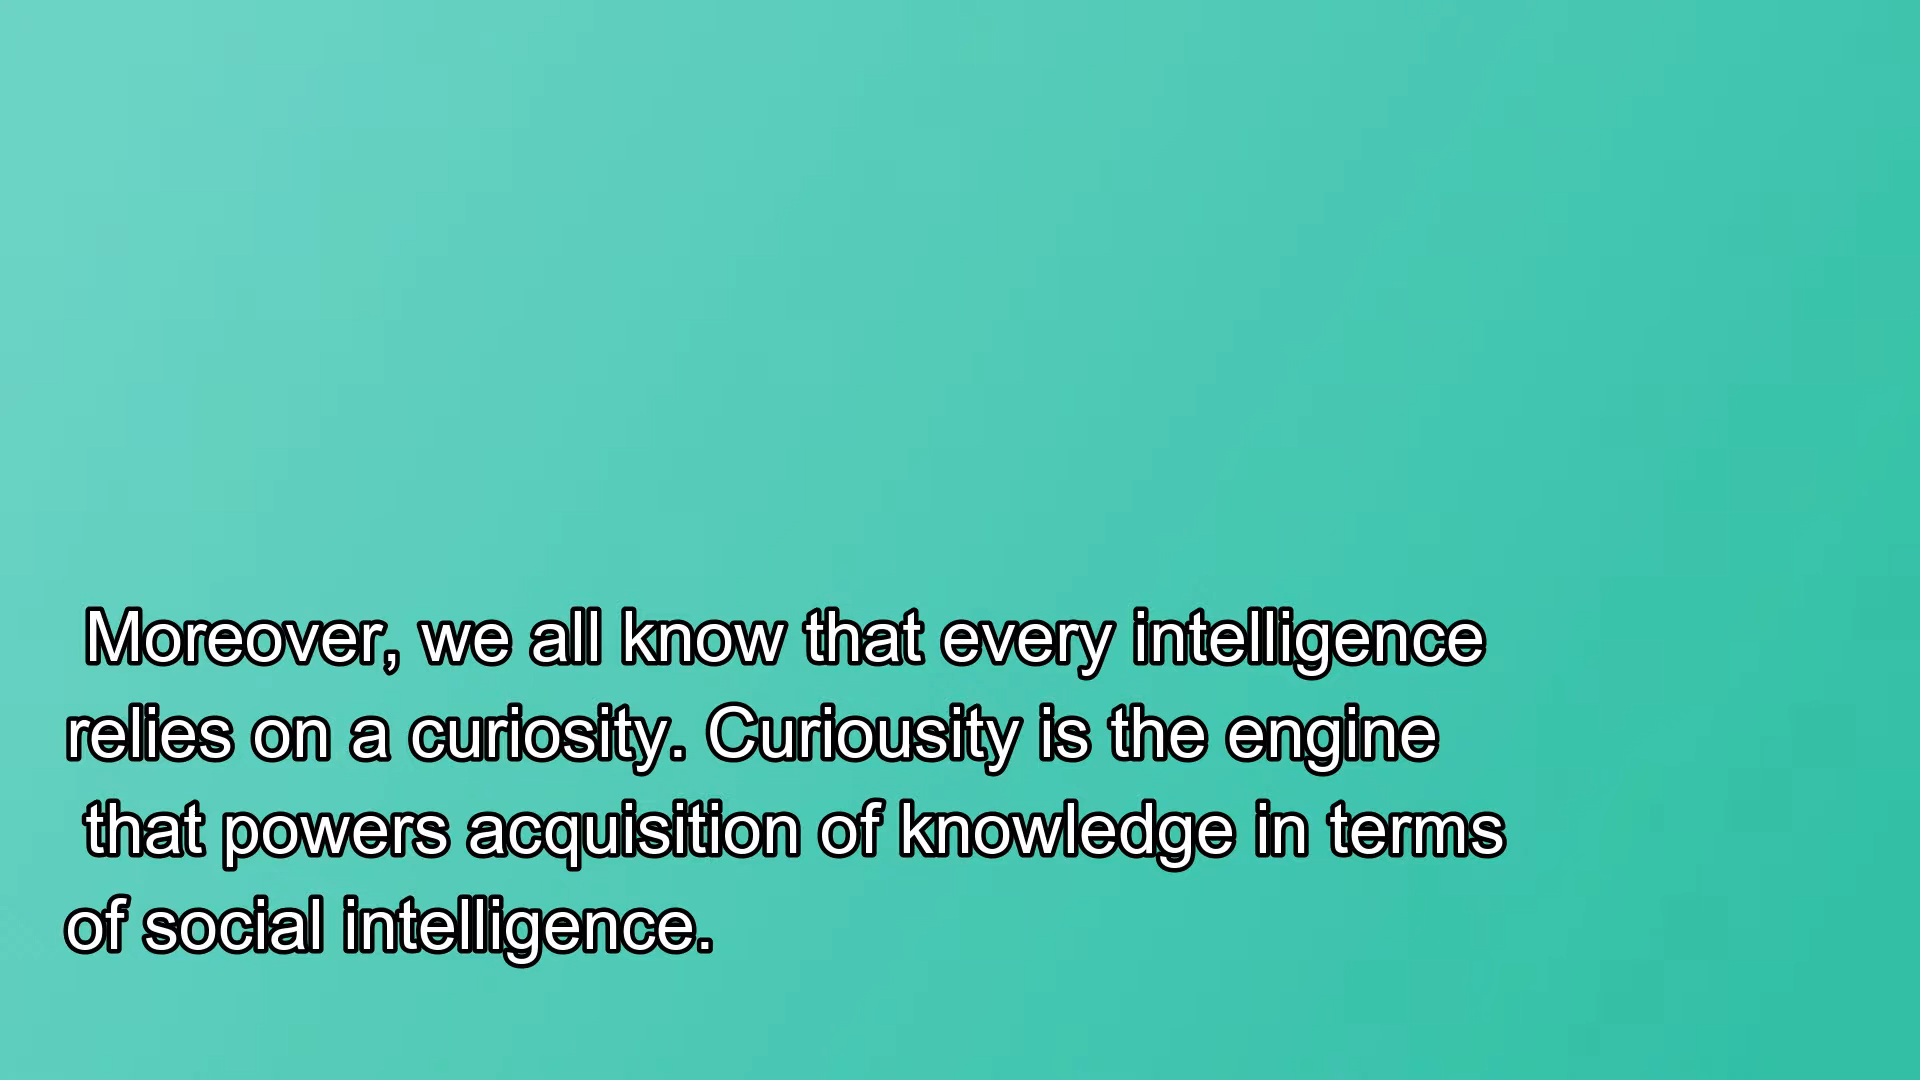 Moreover, we all know that every intelligence
relies on a curiosity. Curiousity is the engine
that powers acquisition of knowledge in terms
of social intelligence.